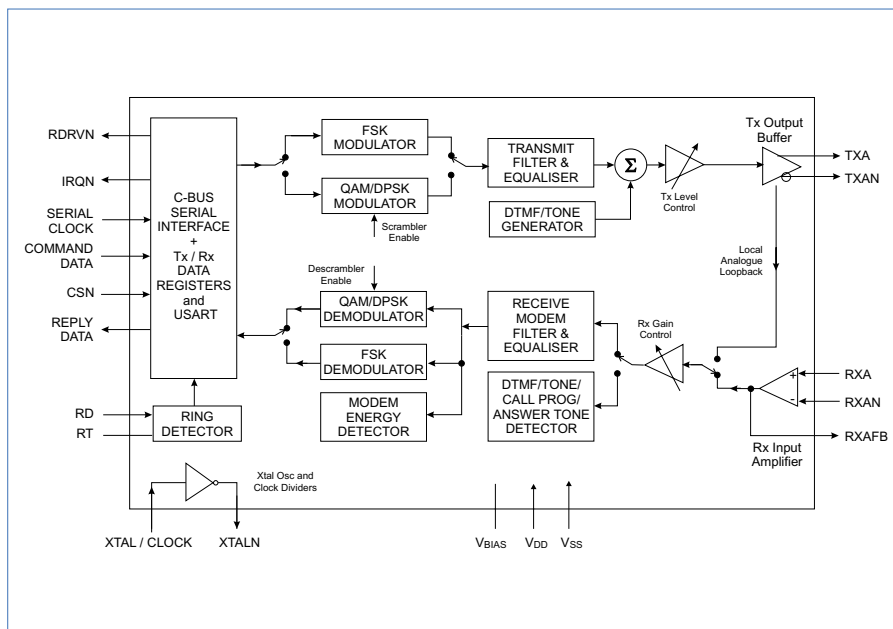 RDRVN
IRQN
SERIAL
CLOCK
COMMAND
DATA
CSN
REPLY
DATA
RD
RT
C-BUS
SERIAL
INTERFACE
+
Tx / Rx
DATA
REGISTERS
and
USART
RING
DETECTOR
FSK
MODULATOR
QAM/DPSK
MODULATOR
Scrambler
Enable
TRANSMIT
FILTER &
EQUALISER
DTMF/TONE
GENERATOR
Σ
Tx Level
Control
Tx Output
Buffer
TXA
TXAN
Local
Analogue
Loopback
Descrambler
Enable
QAM/DPSK
DEMODULATOR
FSK
DEMODULATOR
MODEM
ENERGY
DETECTOR
RECEIVE
MODEM
FILTER &
EQUALISER
DTMF/TONE/
CALL PROG/
ANSWER TONE
DETECTOR
Rx Gain
Control
+
-
RXA
RXAN
RXAFB
Rx Input
Amplifier
Xtal Osc and
Clock Dividers
XTAL / CLOCK
XTALN
VBIAS
VDD
VSS